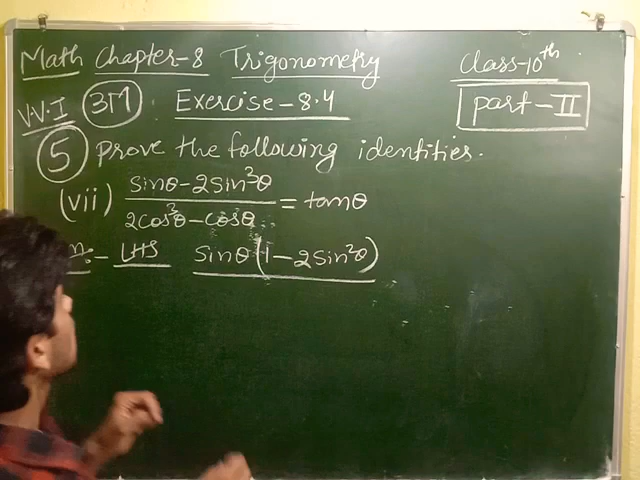 Math Chapter-8 Trigonometry Class-10th
V.V.I 3M Exercise-8.4 Part-II
5 Prove the following identities.
(vii) sinθ-2sin³θ / 2cos³θ-cosθ = tanθ
LHS sinθ(1-2sin²θ)